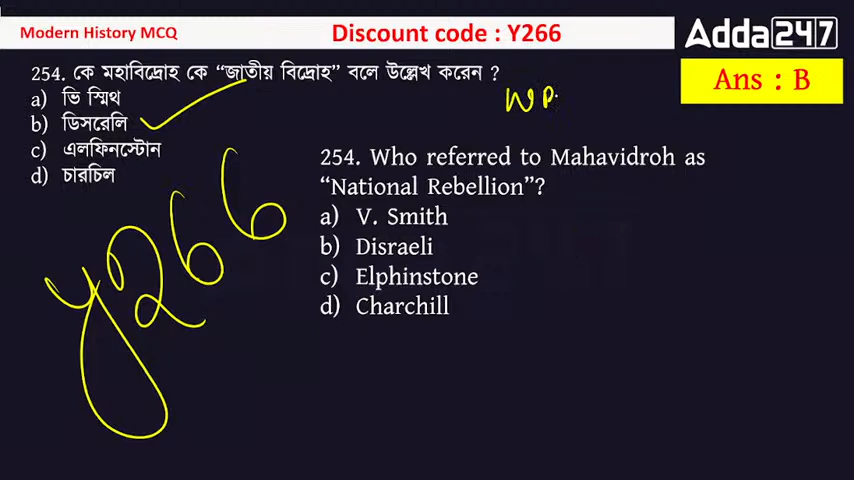 Modern History MCQ
Discount code : Y266
Adda247
254. কে মহাবিদ্রোহ কে “জাতীয় বিদ্রোহ” বলে উল্লেখ করেন ?
a) ভি স্মিথ
b) ডিসরেলি
c) এলফিনস্টোন
d) চারচিল
Ans : B
W B
254. Who referred to Mahavidroh as
“National Rebellion”?
a) V. Smith
b) Disraeli
c) Elphinstone
d) Charchill
y266